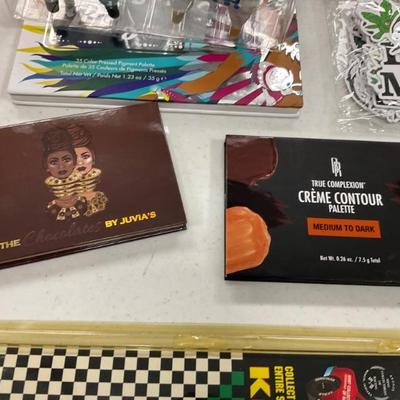 35 Color Pressed Pigment Palette
Palette de 35 Couleurs de Pigments Pressés
Total Net Wt / Poids Net 1.23 oz / 35 g
THE Chocolates BY JUVIA'S
TRUE COMPLEXION
CRÈME CONTOUR
PALETTE
MEDIUM TO DARK
Net Wt. 0.26 oz. / 7.5 g Total
COLLECT
ENTIRE S
K